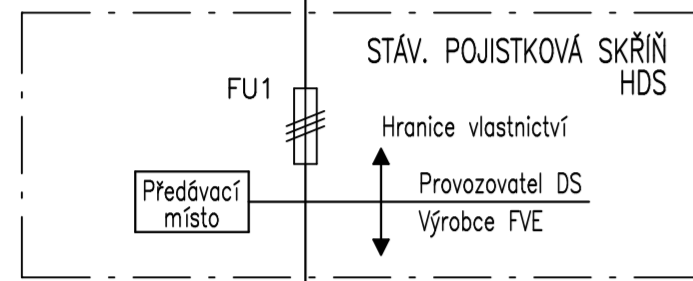 STÁV. POJISTKOVÁ SKŘÍŇ
HDS
FU1
Hranice vlastnictví
Předávací
místo
Provozovatel DS
Výrobce FVE